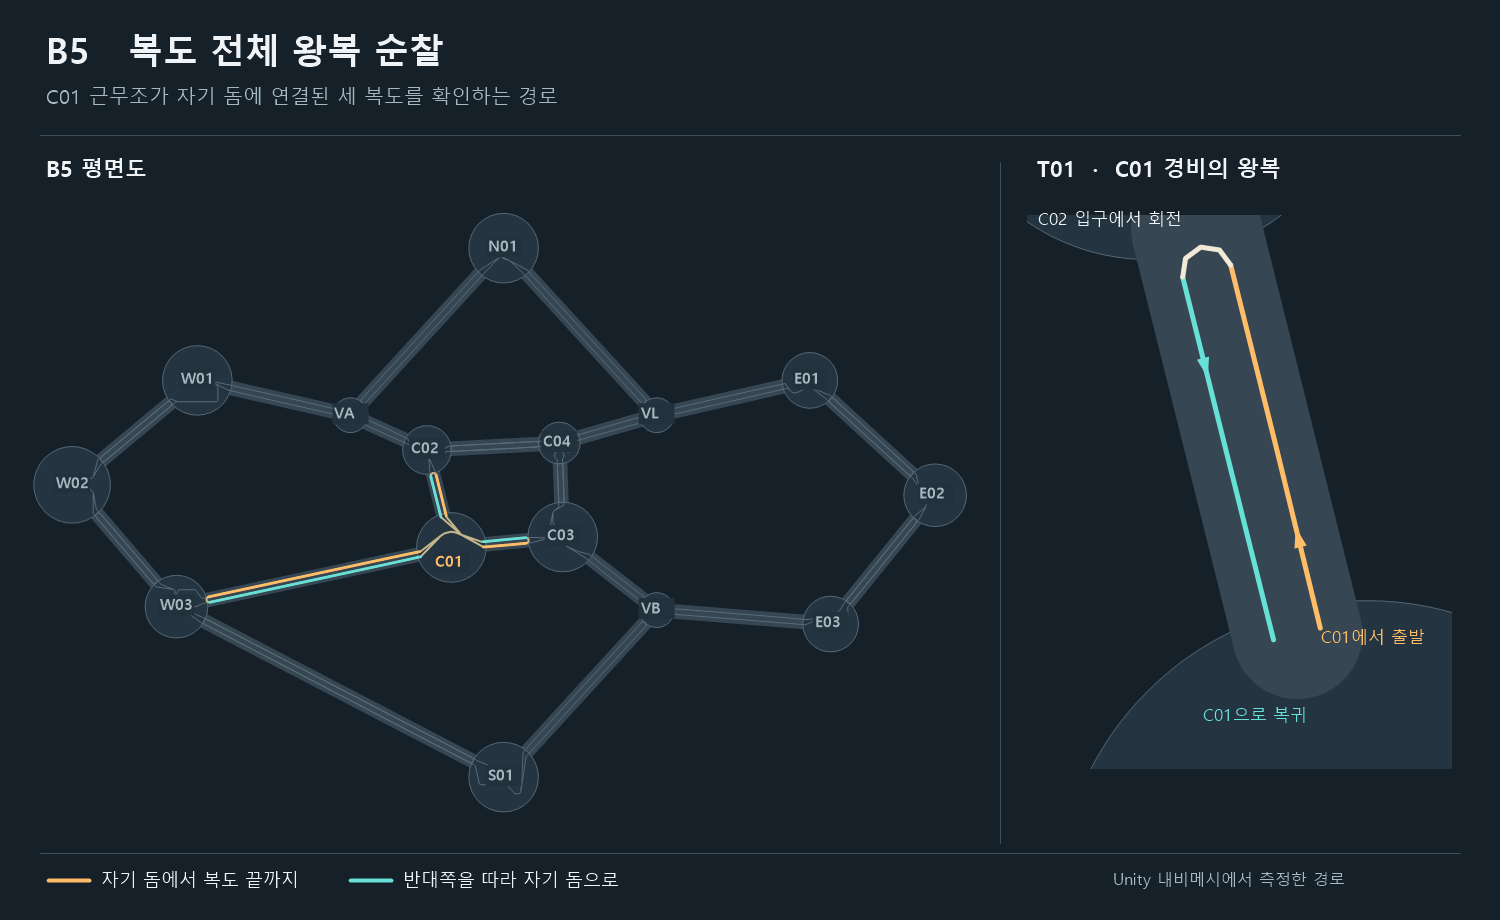 B5 복도 전체 왕복 순찰
C01 근무조가 자기 돔에 연결된 세 복도를 확인하는 경로
B5 평면도
N01
W01
VA
C02
C04
VL
E01
W02
E02
C01
C03
W03
VB
E03
S01
T01 · C01 경비의 왕복
C02 입구에서 회전
C01에서 출발
C01으로 복귀
자기 돔에서 복도 끝까지
반대쪽을 따라 자기 돔으로
Unity 내비메시에서 측정한 경로